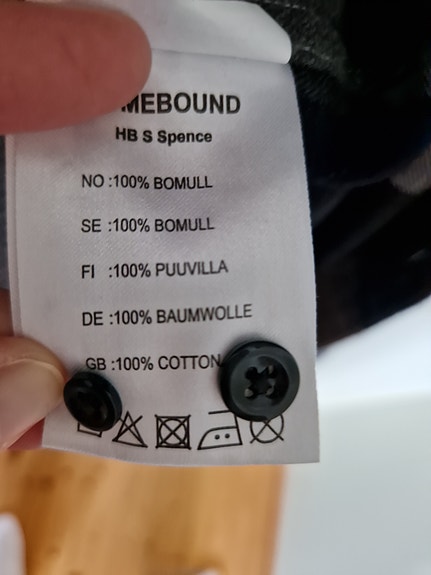 MEBOUND
HB S Spence
NO :100% BOMULL
SE :100% BOMULL
FI :100% PUUVILLA
DE :100% BAUMWOLLE
GB :100% COTTON